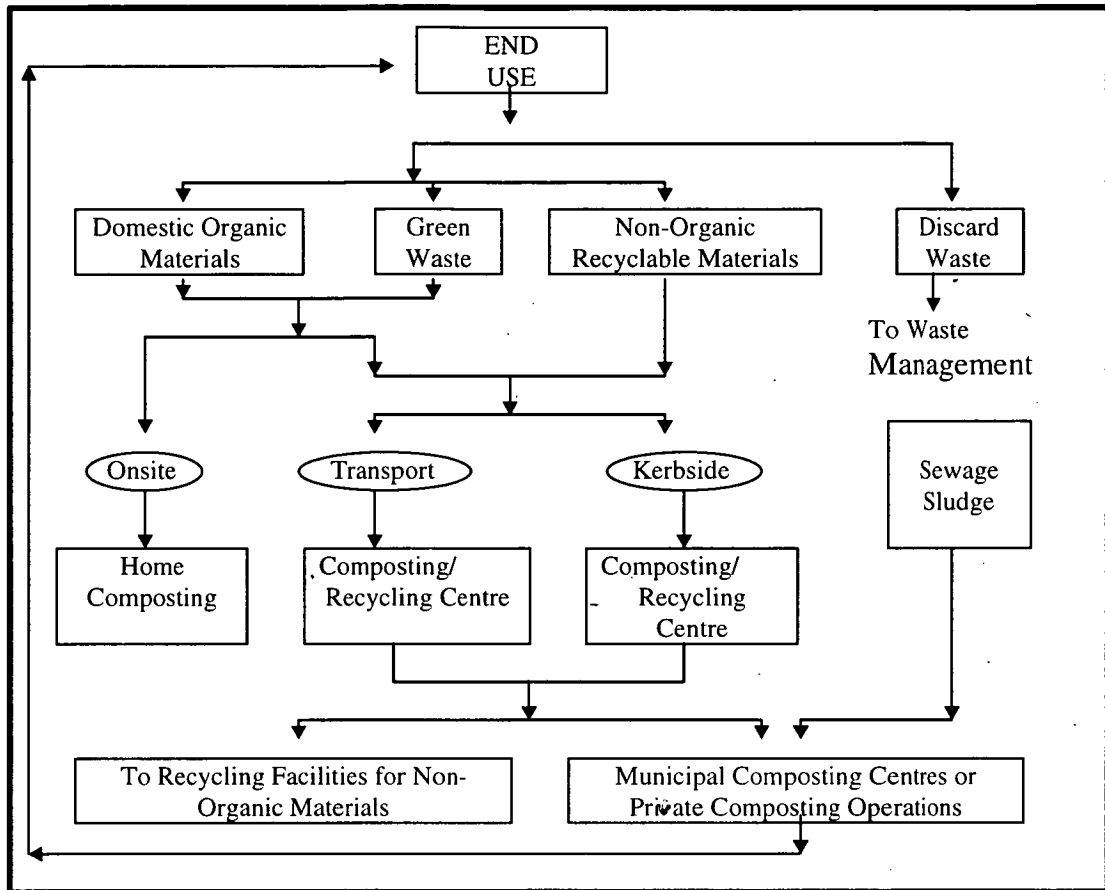 END
USE
Domestic Organic
Materials
Green
Waste
Non-Organic
Recyclable Materials
Discard
Waste
To Waste
Management
Onsite
Transport
Kerbside
Sewage
Sludge
Home
Composting
Composting/
Recycling Centre
Composting/
Recycling
Centre
To Recycling Facilities for Non-
Organic Materials
Municipal Composting Centres or
Private Composting Operations